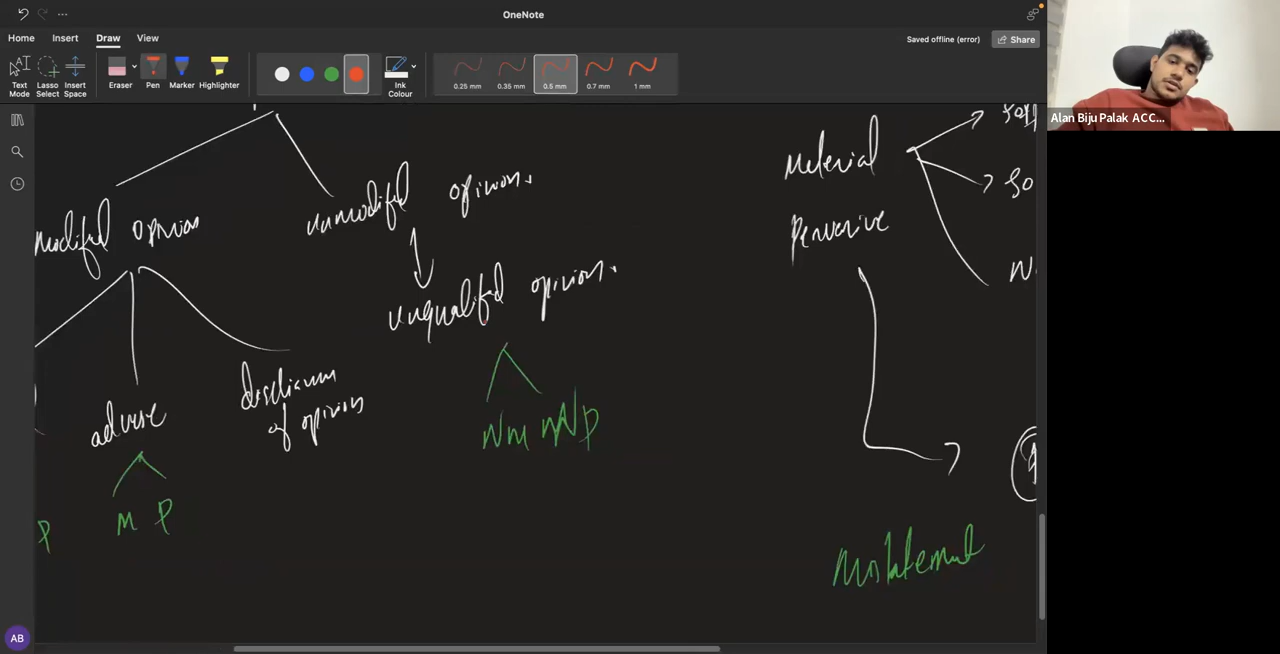 OneNote
Home Insert Draw View
Saved offline (error) Share
Text Mode
Lasso Select
Insert Space
Eraser
Pen
Marker
Highlighter
Ink Colour
0.25 mm
0.35 mm
0.5 mm
0.7 mm
1 mm
Alan Biju Palak ACC...
Material
Pervasive
modified opinion
unmodified opinion.
unqualified opinion.
adverse
of opinion
Nm NP
M P
P
AB